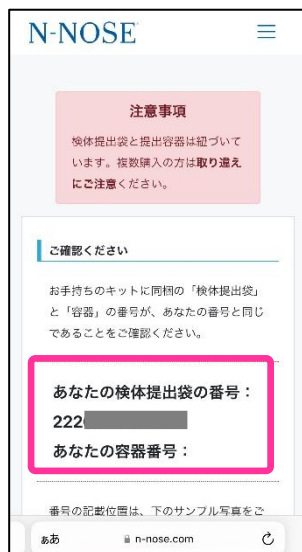 N-NOSE
注意事項
検体提出袋と提出容器は紐づいて
います。複数購入の方は取り違え
にご注意ください。
ご確認ください
お手持ちのキットに同梱の「検体提出袋」
と「容器」の番号が、あなたの番号と同じ
であることをご確認ください。
あなたの検体提出袋の番号：
222
あなたの容器番号：
番号の記載位置は、下のサンプル写真をご
ぁあ
n-nose.com